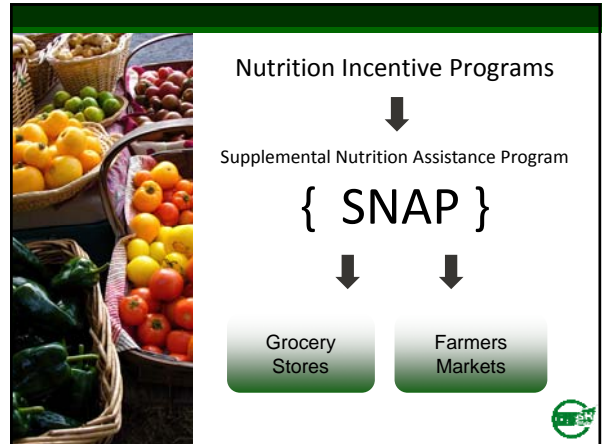 Nutrition Incentive Programs
Supplemental Nutrition Assistance Program
{ SNAP }
Grocery
Stores
Farmers
Markets